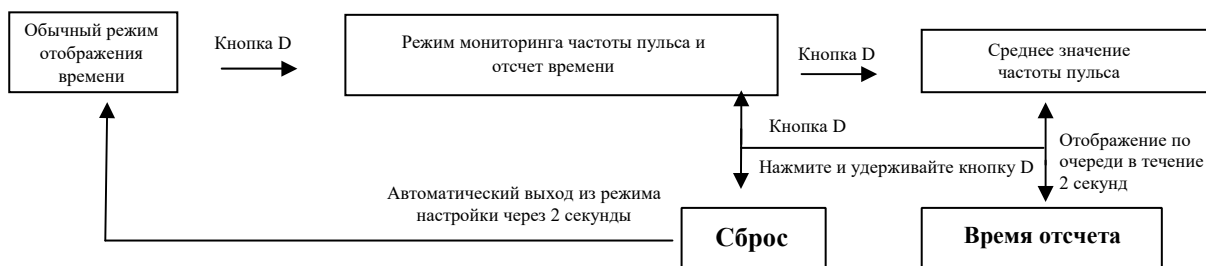 Обычный режим
отображения
времени
Кнопка D
Режим мониторинга частоты пульса и
отсчет времени
Кнопка D
Среднее значение
частоты пульса
Кнопка D
Нажмите и удерживайте кнопку D
Отображение по
очереди в течение
2 секунд
Автоматический выход из режима
настройки через 2 секунды
Сброс
Время отсчета